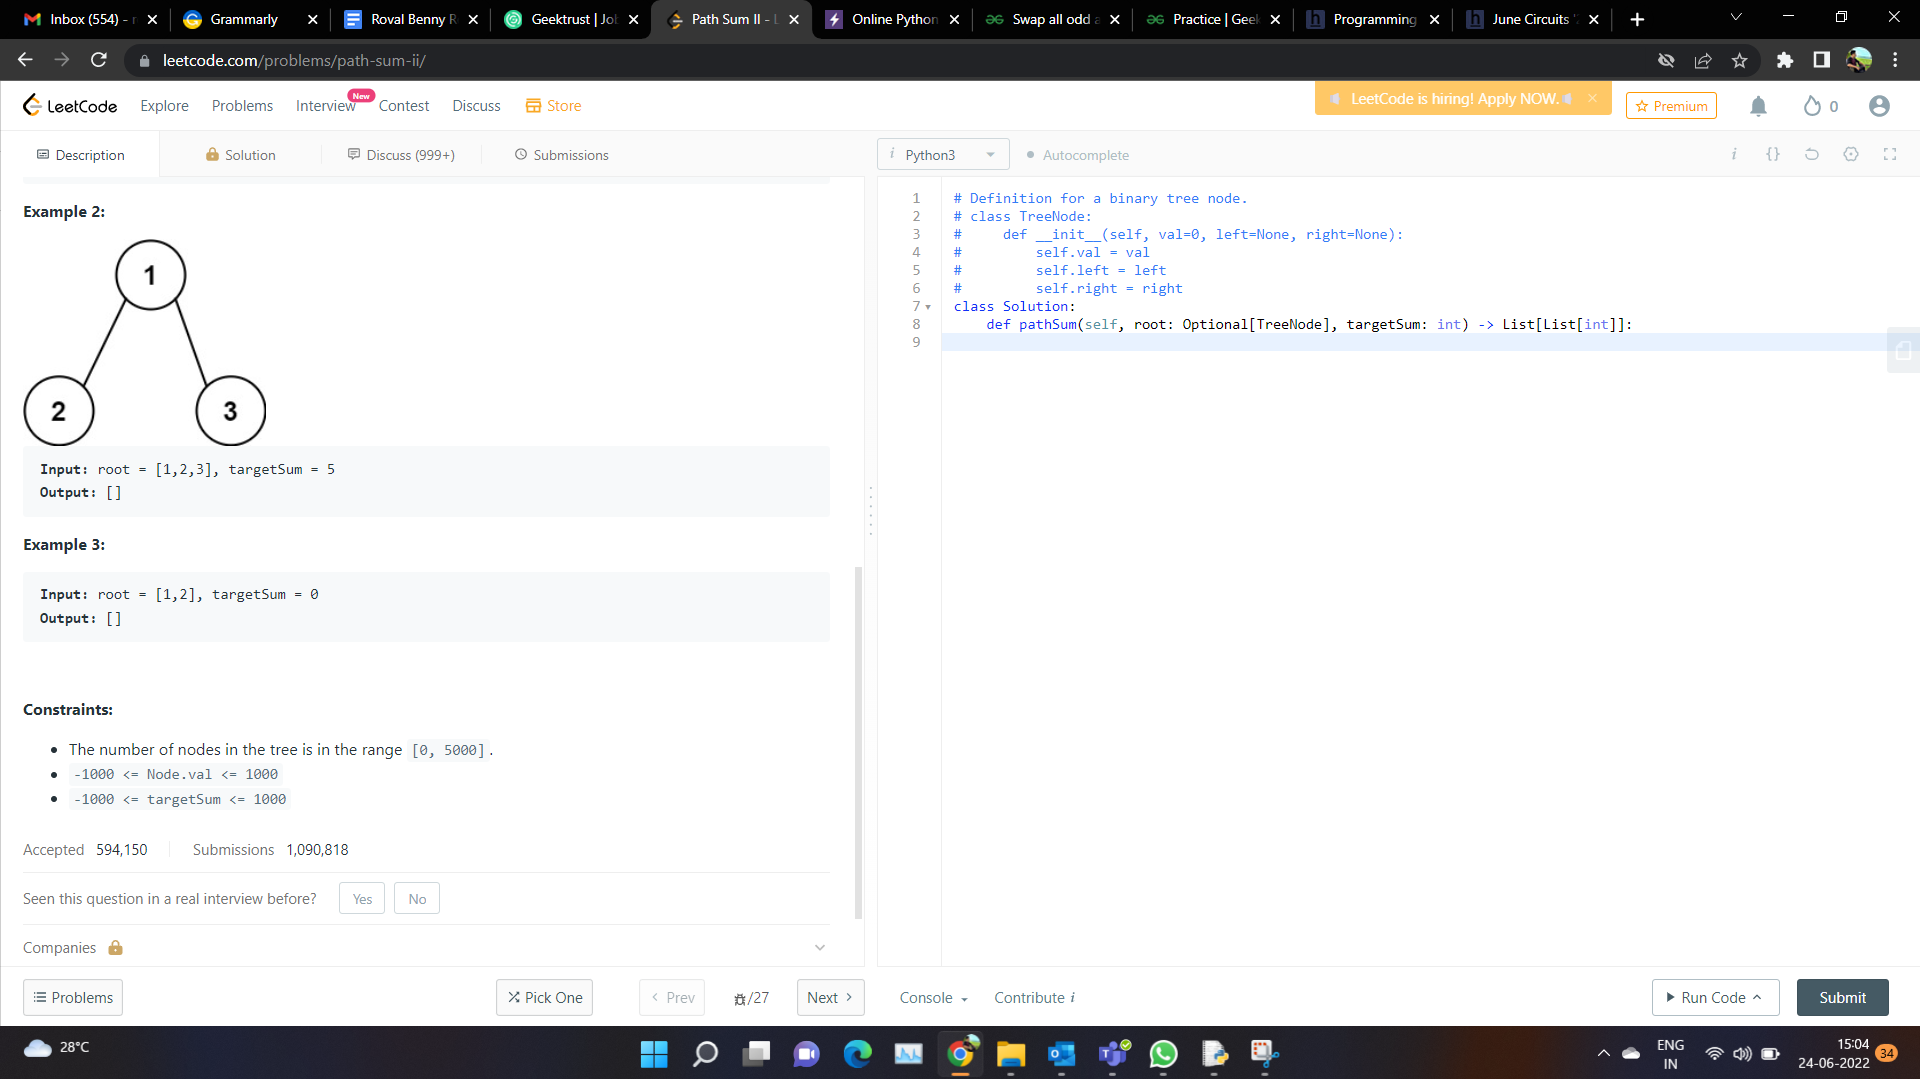 Inbox (554) -
Grammarly
Roval Benny R
Geektrust | Jo
Path Sum II - L
Online Python
Swap all odd a
Practice | Geek
Programming
June Circuits '
leetcode.com/problems/path-sum-ii/
LeetCode
Explore
Problems
Interview
New
Contest
Discuss
Store
LeetCode is hiring! Apply NOW.
Premium
0
Description
Solution
Discuss (999+)
Submissions
i Python3
Autocomplete
i {}
Example 2:
1
2
3
Input: root = [1,2,3], targetSum = 5
Output: []
Example 3:
Input: root = [1,2], targetSum = 0
Output: []
Constraints:
The number of nodes in the tree is in the range [0, 5000].
-1000 <= Node.val <= 1000
-1000 <= targetSum <= 1000
Accepted 594,150 Submissions 1,090,818
Seen this question in a real interview before? Yes No
Companies
1 # Definition for a binary tree node.
2 # class TreeNode:
3 #     def __init__(self, val=0, left=None, right=None):
4 #         self.val = val
5 #         self.left = left
6 #         self.right = right
7 class Solution:
8     def pathSum(self, root: Optional[TreeNode], targetSum: int) -> List[List[int]]:
9
Problems
Pick One
< Prev
/27
Next >
Console
Contribute i
Run Code
Submit
28°C
ENG
IN
15:04
24-06-2022
34